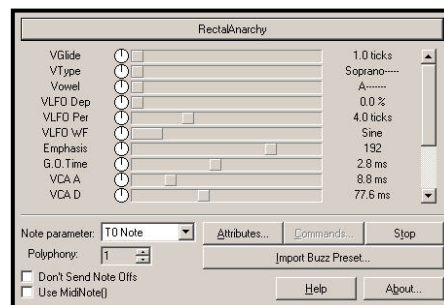 RectalAnarchy
VGlide 1.0 ticks
VType Soprano-----
Vowel A-------
VLFO Dep 0.0 %
VLFO Per 4.0 ticks
VLFO WF Sine
Emphasis 192
G.O.Time 2.8 ms
VCA A 8.8 ms
VCA D 77.6 ms
Note parameter: T0 Note Attributes... Commands... Stop
Polyphony: 1 Import Buzz Preset...
Don't Send Note Offs
Use MidiNote() Help About...